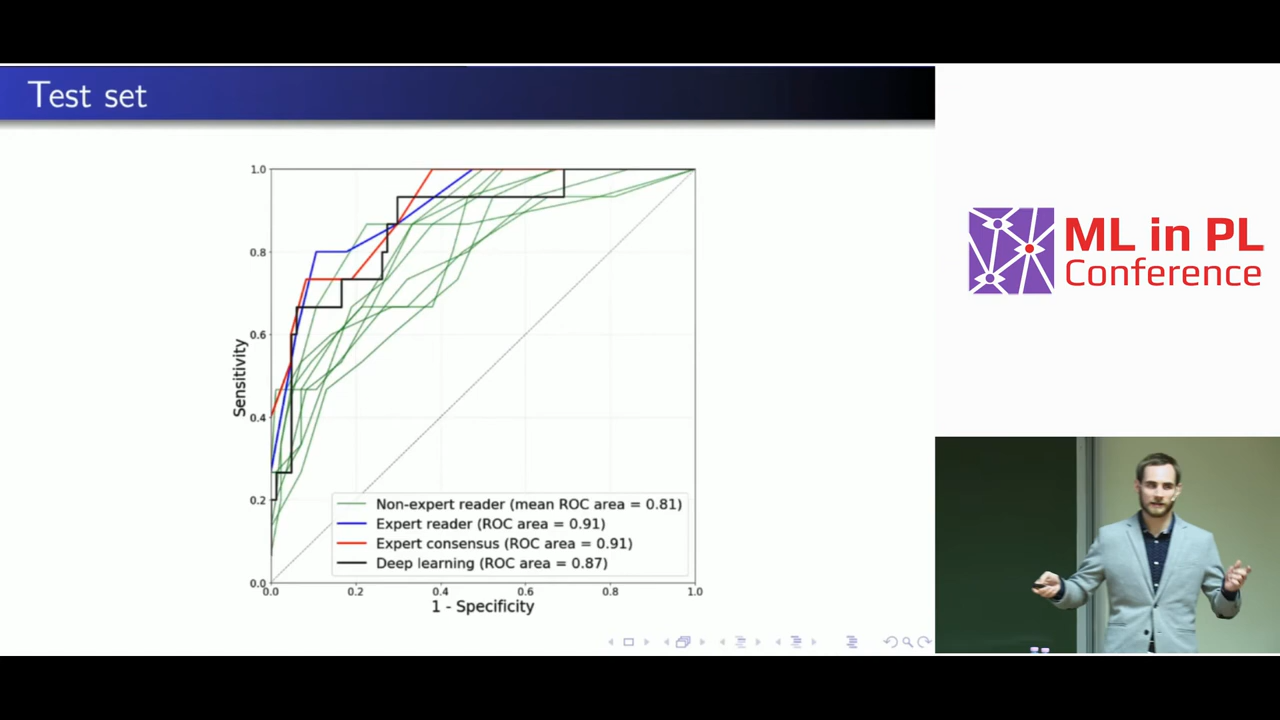 Test set
1.0
0.8
0.6
0.4
0.2
0.0
Sensitivity
Non-expert reader (mean ROC area = 0.81)
Expert reader (ROC area = 0.91)
Expert consensus (ROC area = 0.91)
Deep learning (ROC area = 0.87)
0.0 0.2 0.4 0.6 0.8 1.0
1 - Specificity
ML in PL
Conference